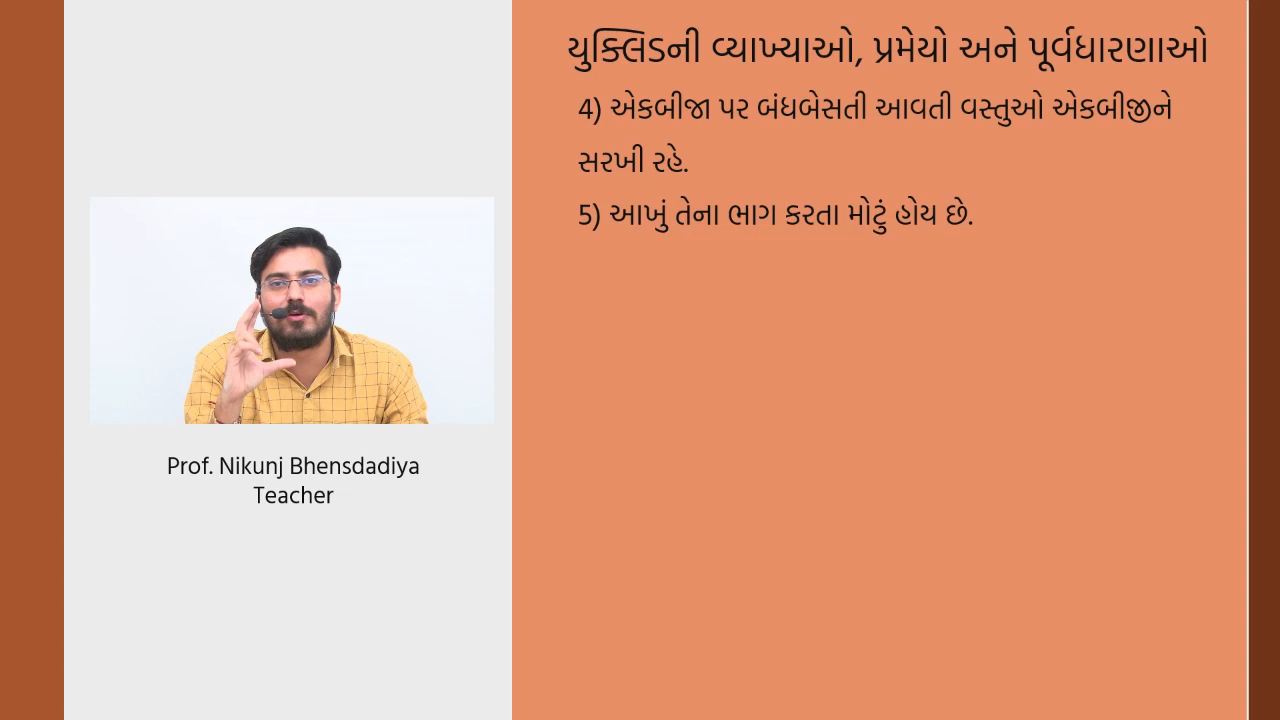 યુક્લિડની વ્યાખ્યાઓ, પ્રમેયો અને પૂર્વધારણાઓ
4) એકબીજા પર બંધબેસતી આવતી વસ્તુઓ એકબીજીને
સરખી રહે.
5) આખું તેના ભાગ કરતા મોટું હોય છે.
Prof. Nikunj Bhensdadiya
Teacher